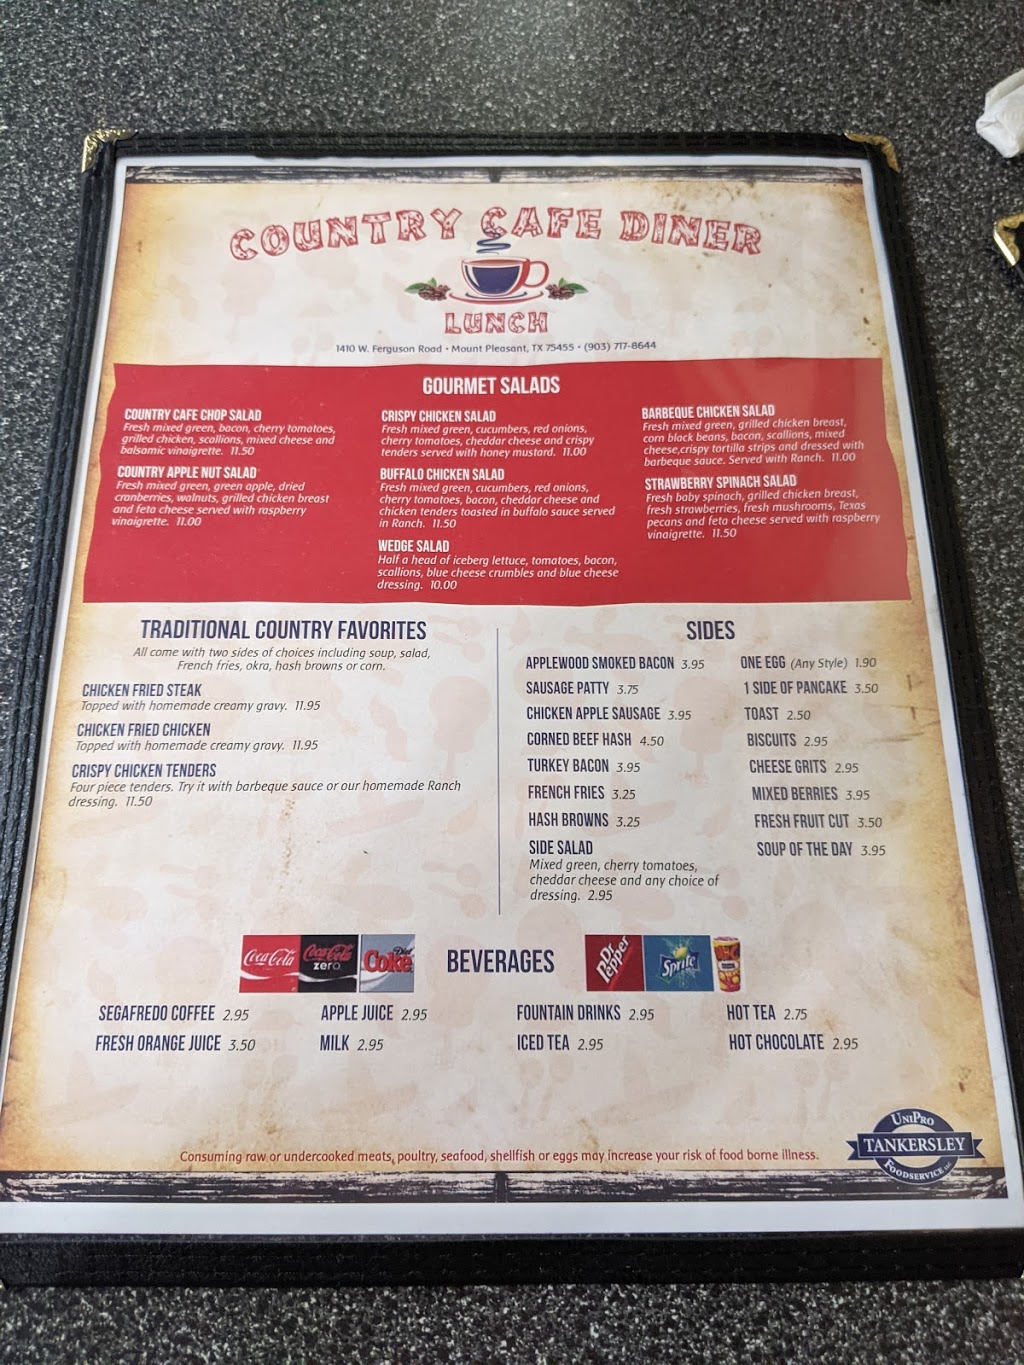 COUNTRY CAFE DINER
LUNCH
1410 W. Ferguson Road • Mount Pleasant, TX 75455 • (903) 717-8644
GOURMET SALADS
COUNTRY CAFE CHOP SALAD
Fresh mixed green, bacon, cherry tomatoes,
grilled chicken, scallions, mixed cheese and
balsamic vinaigrette. 11.50
COUNTRY APPLE NUT SALAD
Fresh mixed green, green apple, dried
cranberries, walnuts, grilled chicken breast
and feta cheese served with raspberry
vinaigrette. 11.00
CRISPY CHICKEN SALAD
Fresh mixed green, cucumbers, red onions,
cherry tomatoes, cheddar cheese and crispy
tenders served with honey mustard. 11.00
BUFFALO CHICKEN SALAD
Fresh mixed green, cucumbers, red onions,
cherry tomatoes, bacon, cheddar cheese and
chicken tenders toasted in buffalo sauce served
in Ranch. 11.50
WEDGE SALAD
Half a head of iceberg lettuce, tomatoes, bacon,
scallions, blue cheese crumbles and blue cheese
dressing. 10.00
BARBEQUE CHICKEN SALAD
Fresh mixed green, grilled chicken breast,
corn black beans, bacon, scallions, mixed
cheese,crispy tortilla strips and dressed with
barbeque sauce. Served with Ranch. 11.00
STRAWBERRY SPINACH SALAD
Fresh baby spinach, grilled chicken breast,
fresh strawberries, fresh mushrooms, Texas
pecans and feta cheese served with raspberry
vinaigrette. 11.50
TRADITIONAL COUNTRY FAVORITES
All come with two sides of choices including soup, salad,
French fries, okra, hash browns or corn.
CHICKEN FRIED STEAK
Topped with homemade creamy gravy. 11.95
CHICKEN FRIED CHICKEN
Topped with homemade creamy gravy. 11.95
CRISPY CHICKEN TENDERS
Four piece tenders. Try it with barbeque sauce or our homemade Ranch
dressing. 11.50
SIDES
APPLEWOOD SMOKED BACON 3.95
SAUSAGE PATTY 3.75
CHICKEN APPLE SAUSAGE 3.95
CORNED BEEF HASH 4.50
TURKEY BACON 3.95
FRENCH FRIES 3.25
HASH BROWNS 3.25
SIDE SALAD
Mixed green, cherry tomatoes,
cheddar cheese and any choice of
dressing. 2.95
ONE EGG (Any Style) 1.90
1 SIDE OF PANCAKE 3.50
TOAST 2.50
BISCUITS 2.95
CHEESE GRITS 2.95
MIXED BERRIES 3.95
FRESH FRUIT CUT 3.50
SOUP OF THE DAY 3.95
Coca-Cola Coca-Cola zero Diet Coke BEVERAGES Dr Pepper Sprite
SEGAFREDO COFFEE 2.95 APPLE JUICE 2.95 FOUNTAIN DRINKS 2.95 HOT TEA 2.75
FRESH ORANGE JUICE 3.50 MILK 2.95 ICED TEA 2.95 HOT CHOCOLATE 2.95
Consuming raw or undercooked meats, poultry, seafood, shellfish or eggs may increase your risk of food borne illness.
UNIPRO
TANKERSLEY
FOODSERVICE